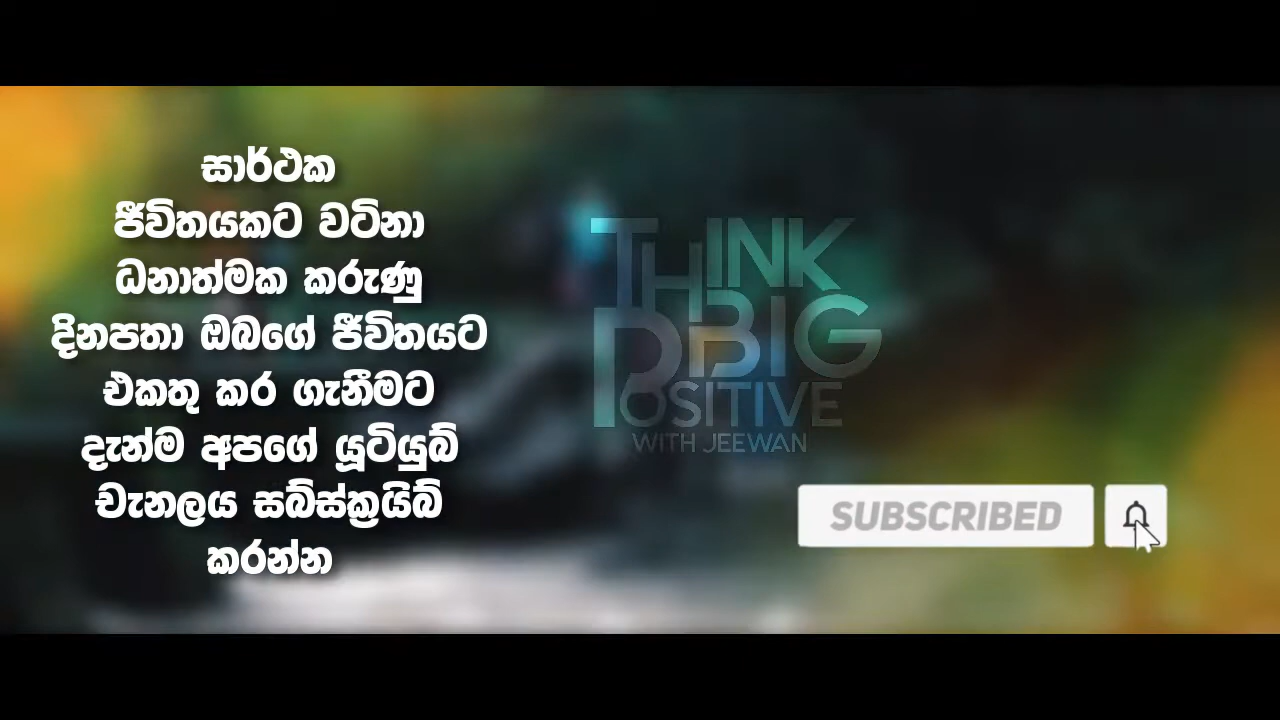 සාර්ථක
ජීවිතයකට වටිනා
ධනාත්මක කරුණු
දිනපතා ඔබගේ ජීවිතයට
එකතු කර ගැනීමට
දැන්ම අපගේ යූටියුබ්
චැනලය සබ්ස්ක්‍රයිබ්
කරන්න
THINK
BIG
POSITIVE
WITH JEEWAN
SUBSCRIBED